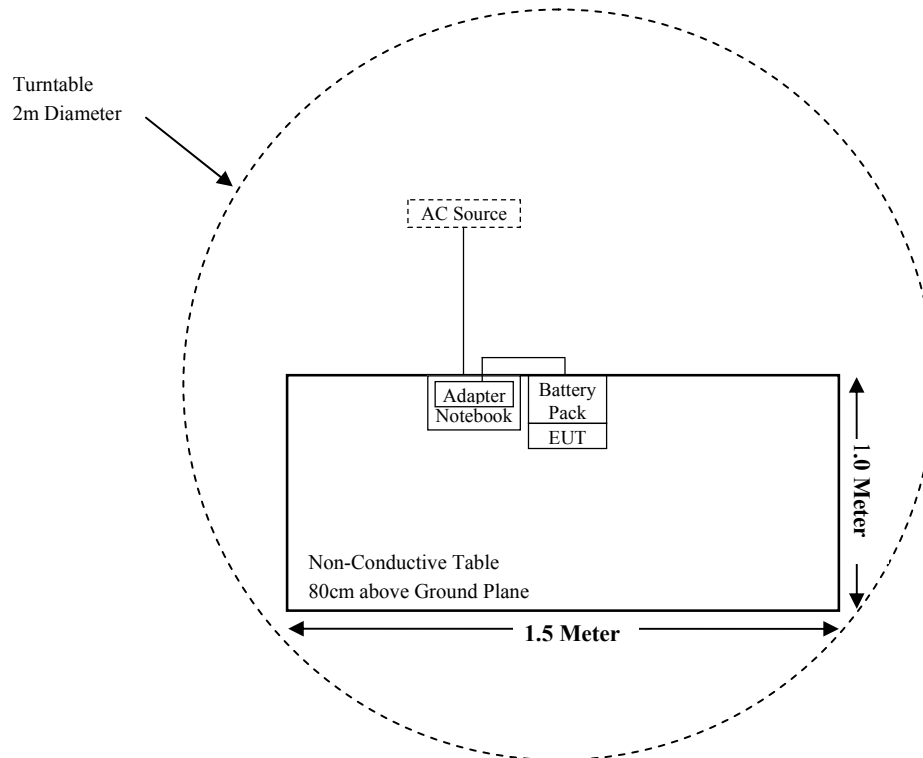 Turntable
2m Diameter
AC Source
Adapter
Notebook
Battery
Pack
EUT
1.0 Meter
Non-Conductive Table
80cm above Ground Plane
1.5 Meter